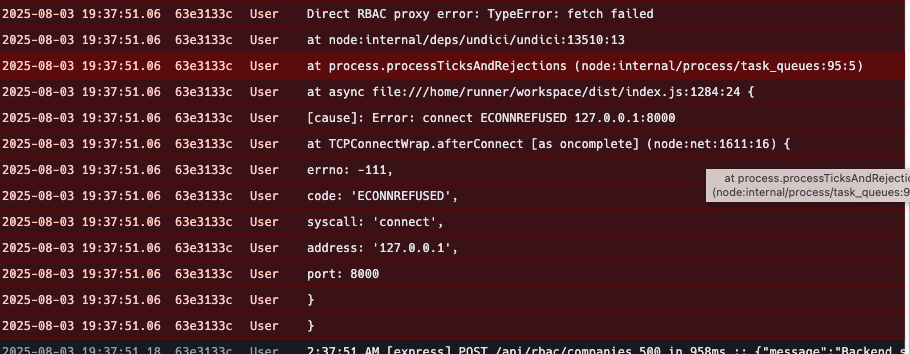 2025-08-03 19:37:51.06 63e3133c User Direct RBAC proxy error: TypeError: fetch failed
2025-08-03 19:37:51.06 63e3133c User at node:internal/deps/undici/undici:13510:13
2025-08-03 19:37:51.06 63e3133c User at process.processTicksAndRejections (node:internal/process/task_queues:95:5)
2025-08-03 19:37:51.06 63e3133c User at async file:///home/runner/workspace/dist/index.js:1284:24 {
2025-08-03 19:37:51.06 63e3133c User [cause]: Error: connect ECONNREFUSED 127.0.0.1:8000
2025-08-03 19:37:51.06 63e3133c User at TCPConnectWrap.afterConnect [as oncomplete] (node:net:1611:16) {
2025-08-03 19:37:51.06 63e3133c User errno: -111,
at process.processTicksAndRejectio
(node:internal/process/task_queues:9
2025-08-03 19:37:51.06 63e3133c User code: 'ECONNREFUSED',
2025-08-03 19:37:51.06 63e3133c User syscall: 'connect',
2025-08-03 19:37:51.06 63e3133c User address: '127.0.0.1',
2025-08-03 19:37:51.06 63e3133c User port: 8000
2025-08-03 19:37:51.06 63e3133c User }
2025-08-03 19:37:51.06 63e3133c User }
2025-08-03 19:37:51.18 63e3133c User 2:37:51 AM [express] POST /api/rbac/companies 500 in 958ms :: {"message":"Backend s